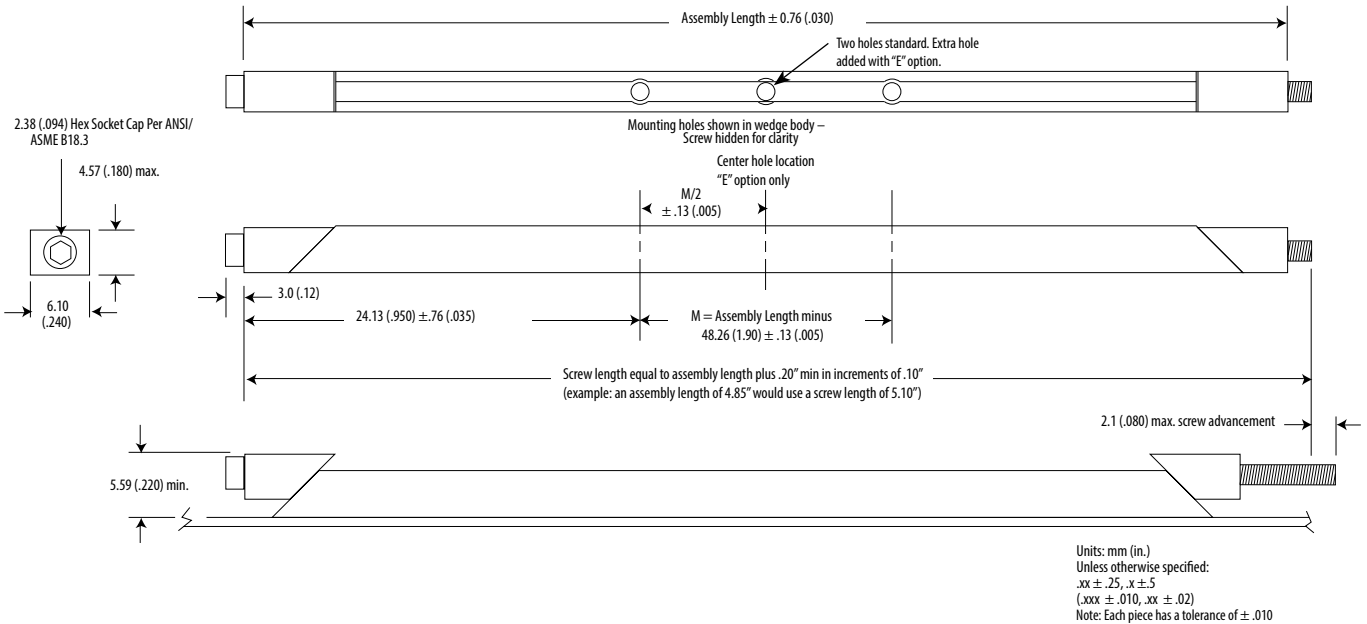 Assembly Length ± 0.76 (.030)
Two holes standard. Extra hole
added with “E” option.
2.38 (.094) Hex Socket Cap Per ANSI/
ASME B18.3
Mounting holes shown in wedge body –
Screw hidden for clarity
4.57 (.180) max.
Center hole location
“E” option only
M/2
± .13 (.005)
6.10
(.240)
3.0 (.12)
24.13 (.950) ±.76 (.035)
M = Assembly Length minus
48.26 (1.90) ± .13 (.005)
Screw length equal to assembly length plus .20” min in increments of .10”
(example: an assembly length of 4.85” would use a screw length of 5.10”)
2.1 (.080) max. screw advancement
5.59 (.220) min.
Units: mm (in.)
Unless otherwise specified:
.xx ± .25, .x ±.5
(.xxx ± .010, .xx ± .02)
Note: Each piece has a tolerance of ± .010